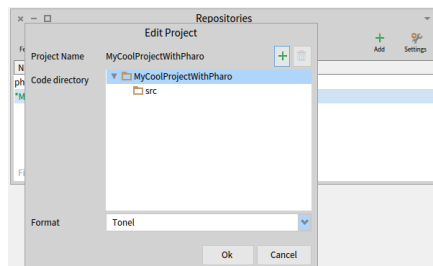 Repositories
Edit Project
Add
Settings
Project Name
MyCoolProjectWithPharo
Code directory
MyCoolProjectWithPharo
src
Format
Tonel
Ok
Cancel